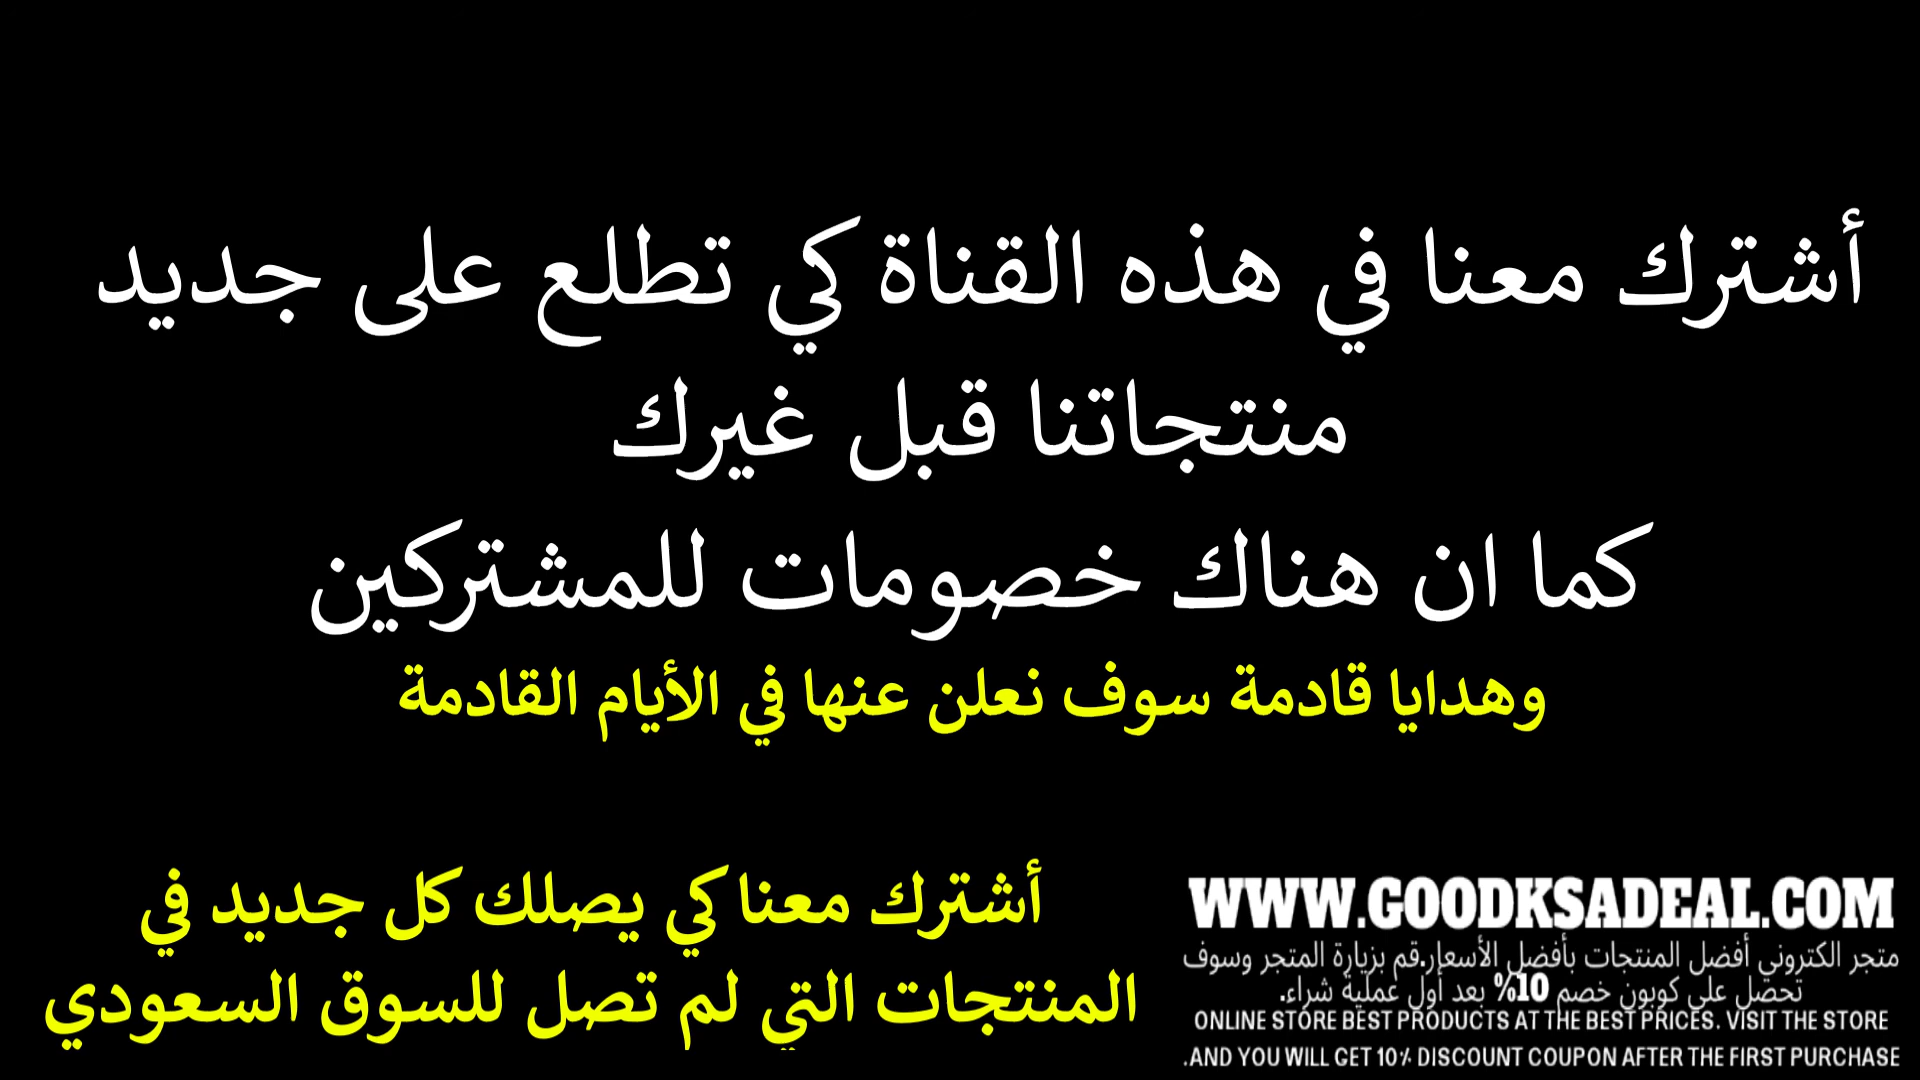 أشترك معنا في هذه القناة كي تطلع على جديد
منتجاتنا قبل غيرك
كما ان هناك خصومات للمشتركين
وهدايا قادمة سوف نعلن عنها في الأيام القادمة
أشترك معنا كي يصلك كل جديد في
المنتجات التي لم تصل للسوق السعودي
WWW.GOODKSADEAL.COM
متجر الكتروني أفضل المنتجات بأفضل الأسعار.قم بزيارة المتجر وسوف
تحصل على كوبون خصم 10% بعد أول عملية شراء.
ONLINE STORE BEST PRODUCTS AT THE BEST PRICES. VISIT THE STORE
.AND YOU WILL GET 10% DISCOUNT COUPON AFTER THE FIRST PURCHASE